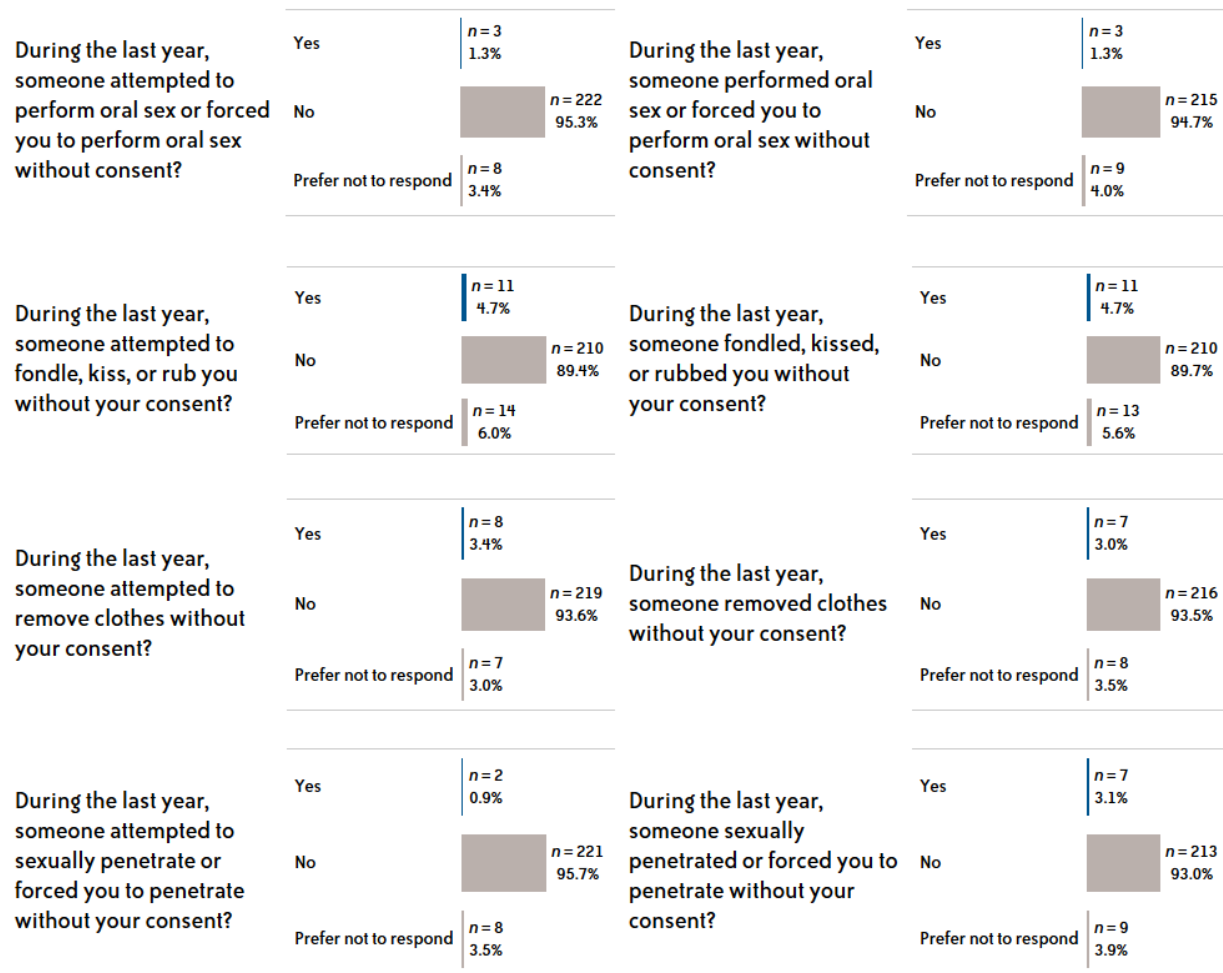 During the last year,
someone attempted to
perform oral sex or forced
you to perform oral sex
without consent?
Yes
n = 3
1.3%
No
n = 222
95.3%
Prefer not to respond
n = 8
3.4%
During the last year,
someone performed oral
sex or forced you to
perform oral sex without
consent?
Yes
n = 3
1.3%
No
n = 215
94.7%
Prefer not to respond
n = 9
4.0%
During the last year,
someone attempted to
fondle, kiss, or rub you
without your consent?
Yes
n = 11
4.7%
No
n = 210
89.4%
Prefer not to respond
n = 14
6.0%
During the last year,
someone fondled, kissed,
or rubbed you without
your consent?
Yes
n = 11
4.7%
No
n = 210
89.7%
Prefer not to respond
n = 13
5.6%
During the last year,
someone attempted to
remove clothes without
your consent?
Yes
n = 8
3.4%
No
n = 219
93.6%
Prefer not to respond
n = 7
3.0%
During the last year,
someone removed clothes
without your consent?
Yes
n = 7
3.0%
No
n = 216
93.5%
Prefer not to respond
n = 8
3.5%
During the last year,
someone attempted to
sexually penetrate or
forced you to penetrate
without your consent?
Yes
n = 2
0.9%
No
n = 221
95.7%
Prefer not to respond
n = 8
3.5%
During the last year,
someone sexually
penetrated or forced you to
penetrate without your
consent?
Yes
n = 7
3.1%
No
n = 213
93.0%
Prefer not to respond
n = 9
3.9%